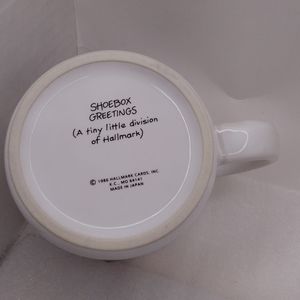 SHOEBOX
GREETINGS
(A tiny little division
of Hallmark)
© 1986 HALLMARK CARDS, INC.
K.C., MO 64141
MADE IN JAPAN